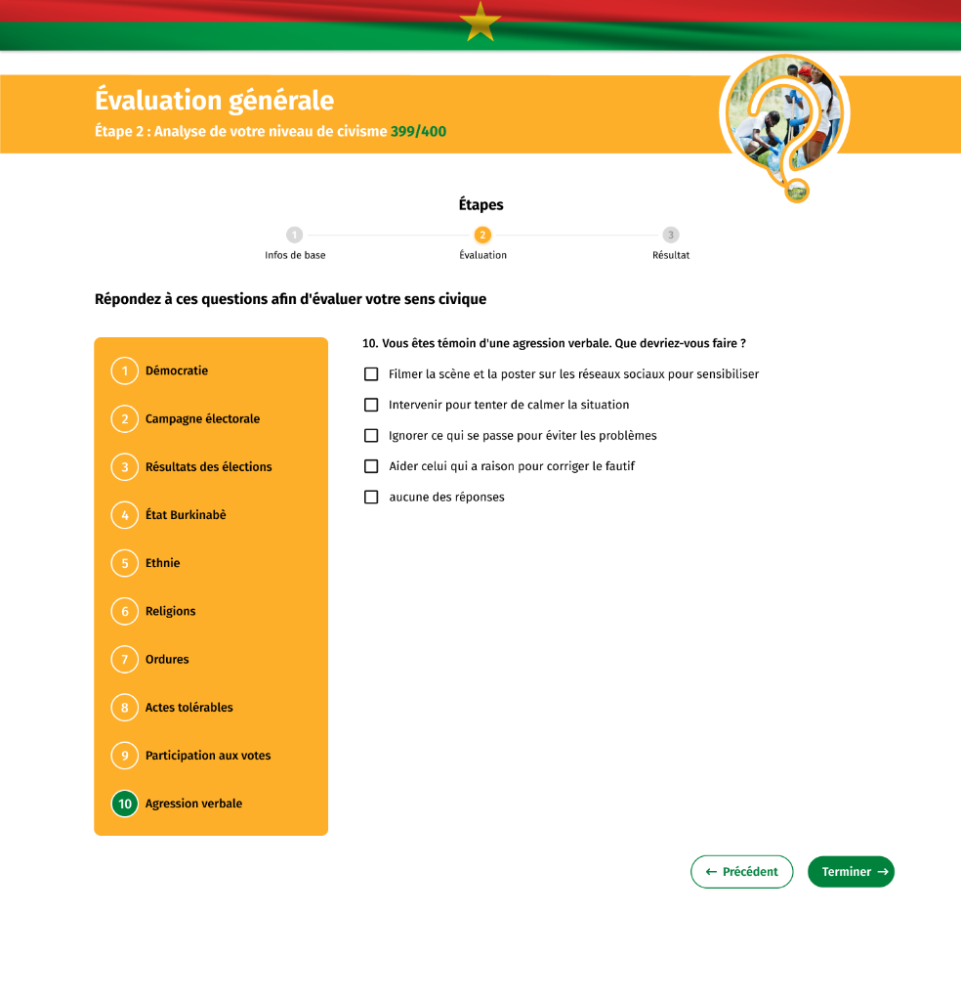 Évaluation générale
Étape 2 : Analyse de votre niveau de civisme 399/400
Étapes
1
2
3
Infos de base
Évaluation
Résultat
Répondez à ces questions afin d'évaluer votre sens civique
1 Démocratie
2 Campagne électorale
3 Résultats des élections
4 État Burkinabè
5 Ethnie
6 Religions
7 Ordures
8 Actes tolérables
9 Participation aux votes
10 Agression verbale
10. Vous êtes témoin d'une agression verbale. Que devriez-vous faire ?
Filmer la scène et la poster sur les réseaux sociaux pour sensibiliser
Intervenir pour tenter de calmer la situation
Ignorer ce qui se passe pour éviter les problèmes
Aider celui qui a raison pour corriger le fautif
aucune des réponses
← Précédent
Terminer →